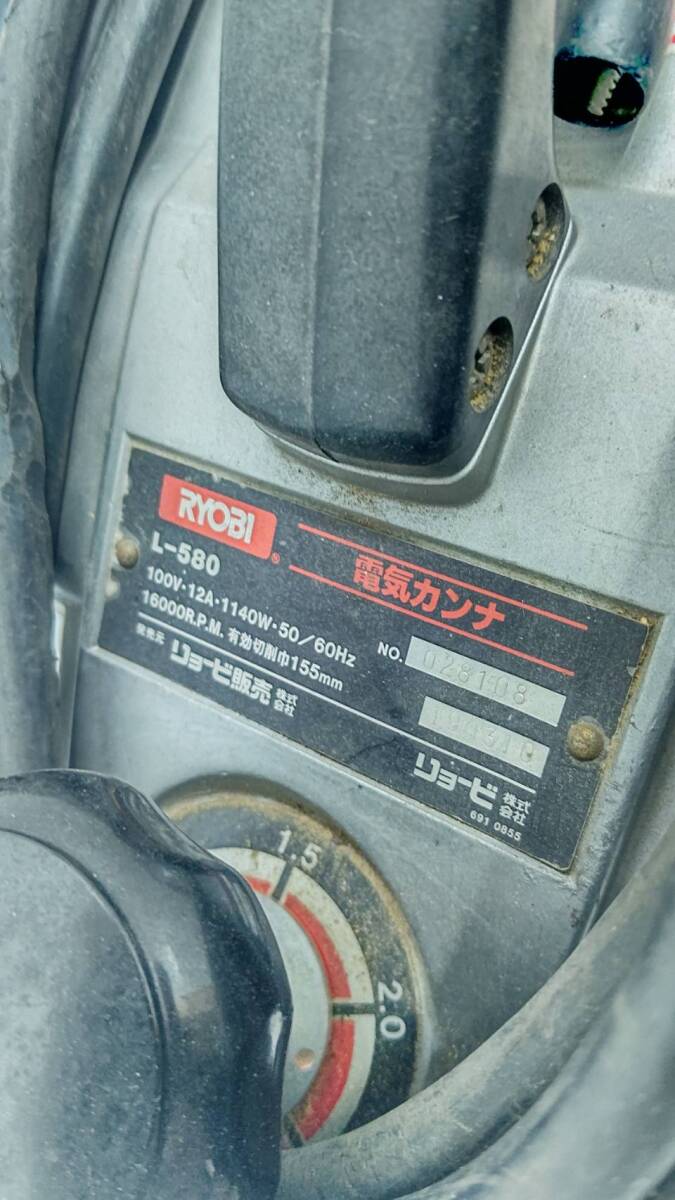 RYOBI®
電気カンナ
L-580
100V・12A・1140W・50/60Hz
16000R.P.M. 有効切削巾155mm
NO. 028108
発売元 リョービ販売株式会社
リョービ株式会社
691 0855
1.5
2.0